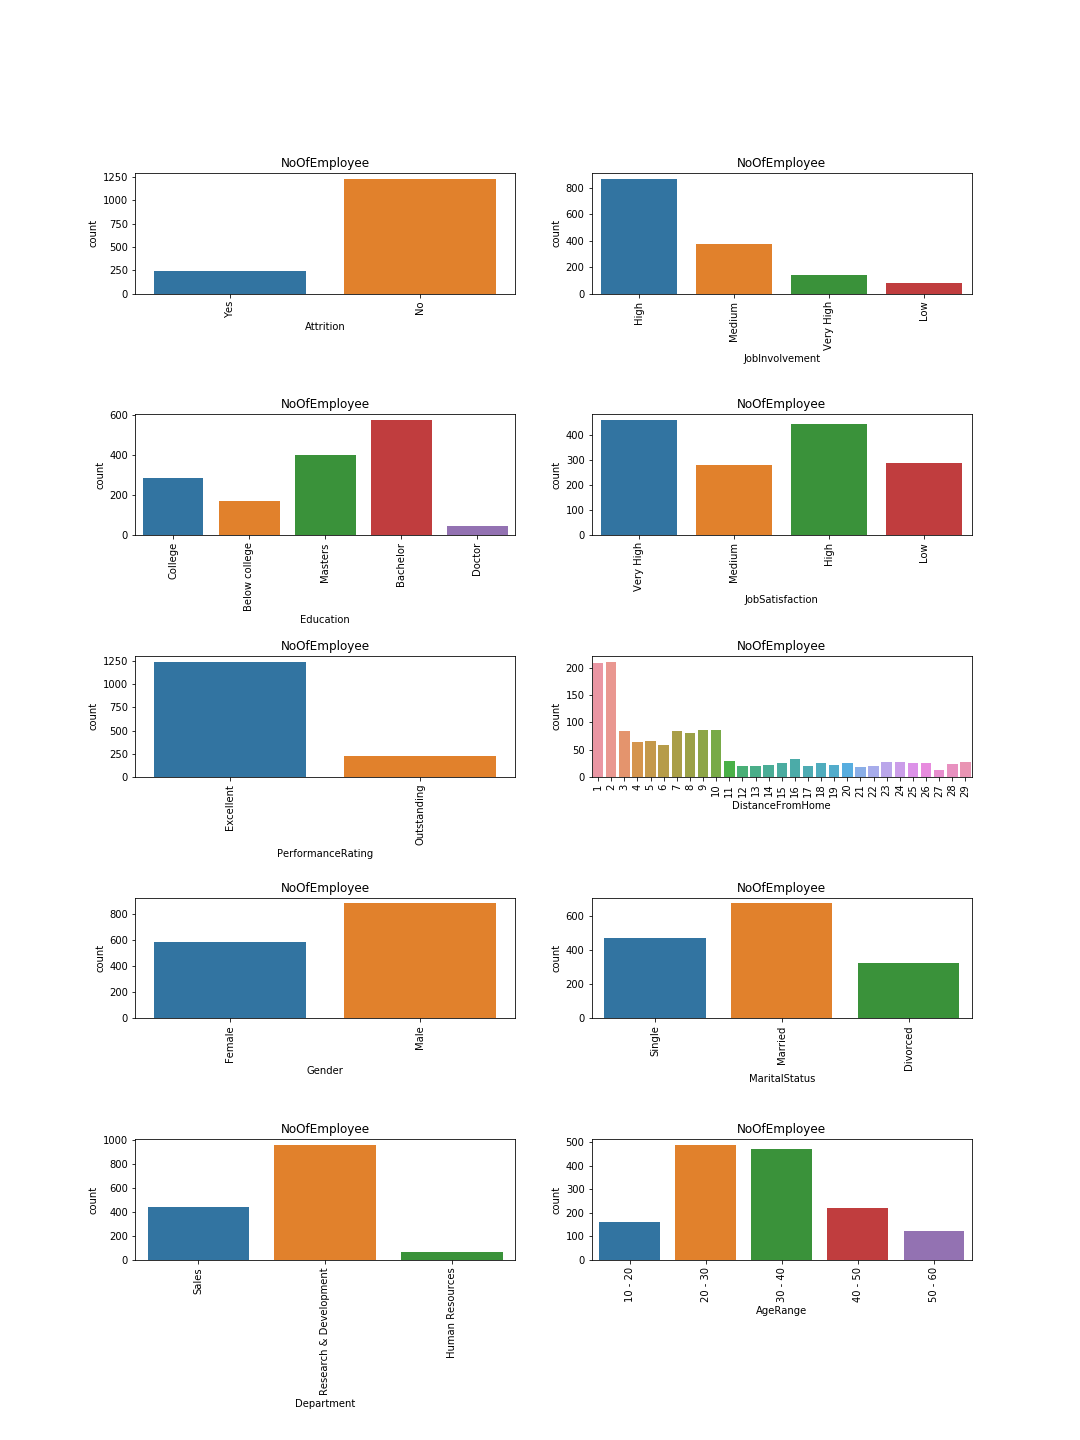 NoOfEmployee
1250
1000
750
500
250
0
count
Yes
No
Attrition
NoOfEmployee
800
600
400
200
0
count
High
Medium
Very High
Low
JobInvolvement
NoOfEmployee
600
400
200
0
count
College
Below college
Masters
Bachelor
Doctor
Education
NoOfEmployee
400
300
200
100
0
count
Very High
Medium
High
Low
JobSatisfaction
NoOfEmployee
1250
1000
750
500
250
0
count
Excellent
Outstanding
PerformanceRating
NoOfEmployee
200
150
100
50
0
count
1
2
3
4
5
6
7
8
9
10
11
12
13
14
15
16
17
18
19
20
21
22
23
24
25
26
27
28
29
DistanceFromHome
NoOfEmployee
800
600
400
200
0
count
Female
Male
Gender
NoOfEmployee
600
400
200
0
count
Single
Married
Divorced
MaritalStatus
NoOfEmployee
1000
800
600
400
200
0
count
Sales
Research & Development
Human Resources
Department
NoOfEmployee
500
400
300
200
100
0
count
10 - 20
20 - 30
30 - 40
40 - 50
50 - 60
AgeRange